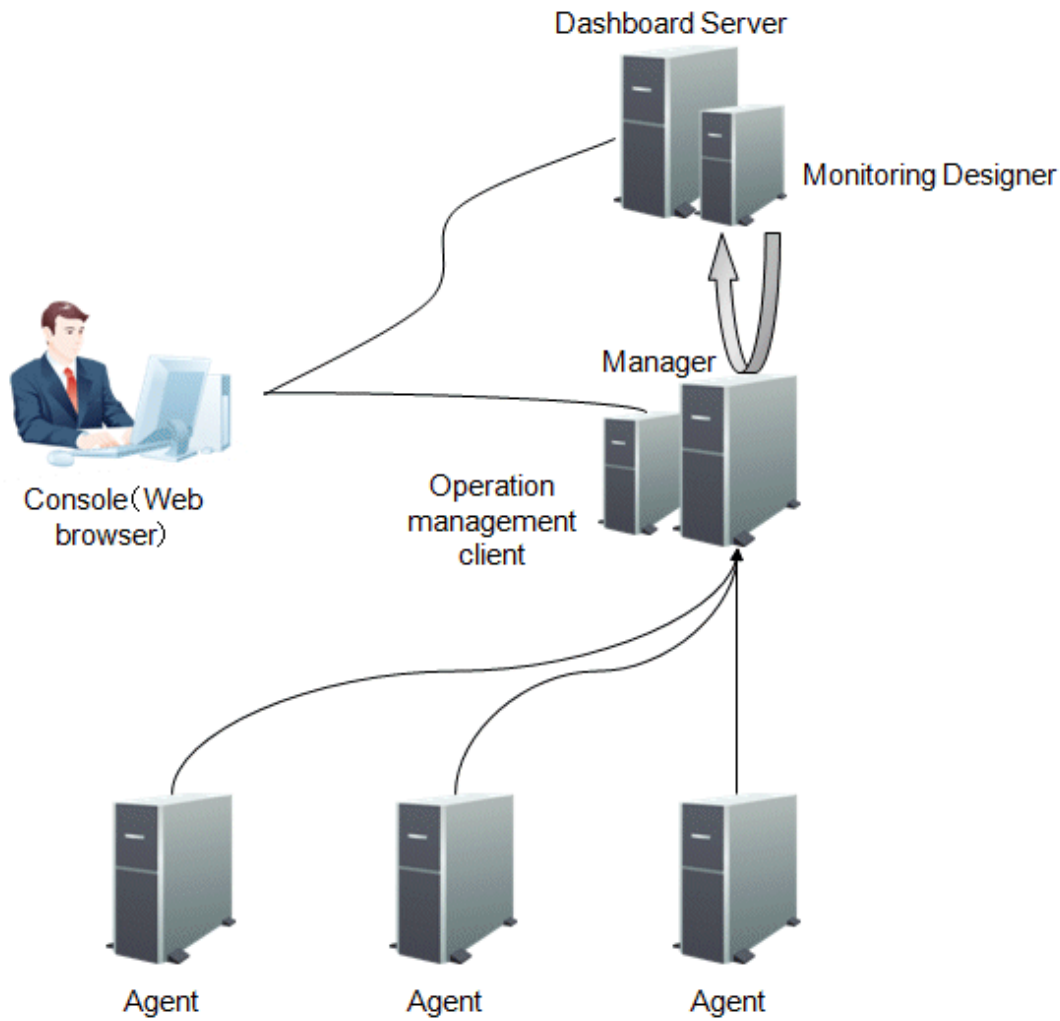 Dashboard Server
Monitoring Designer
Manager
Operation
management
client
Console（Web
browser）
Agent
Agent
Agent